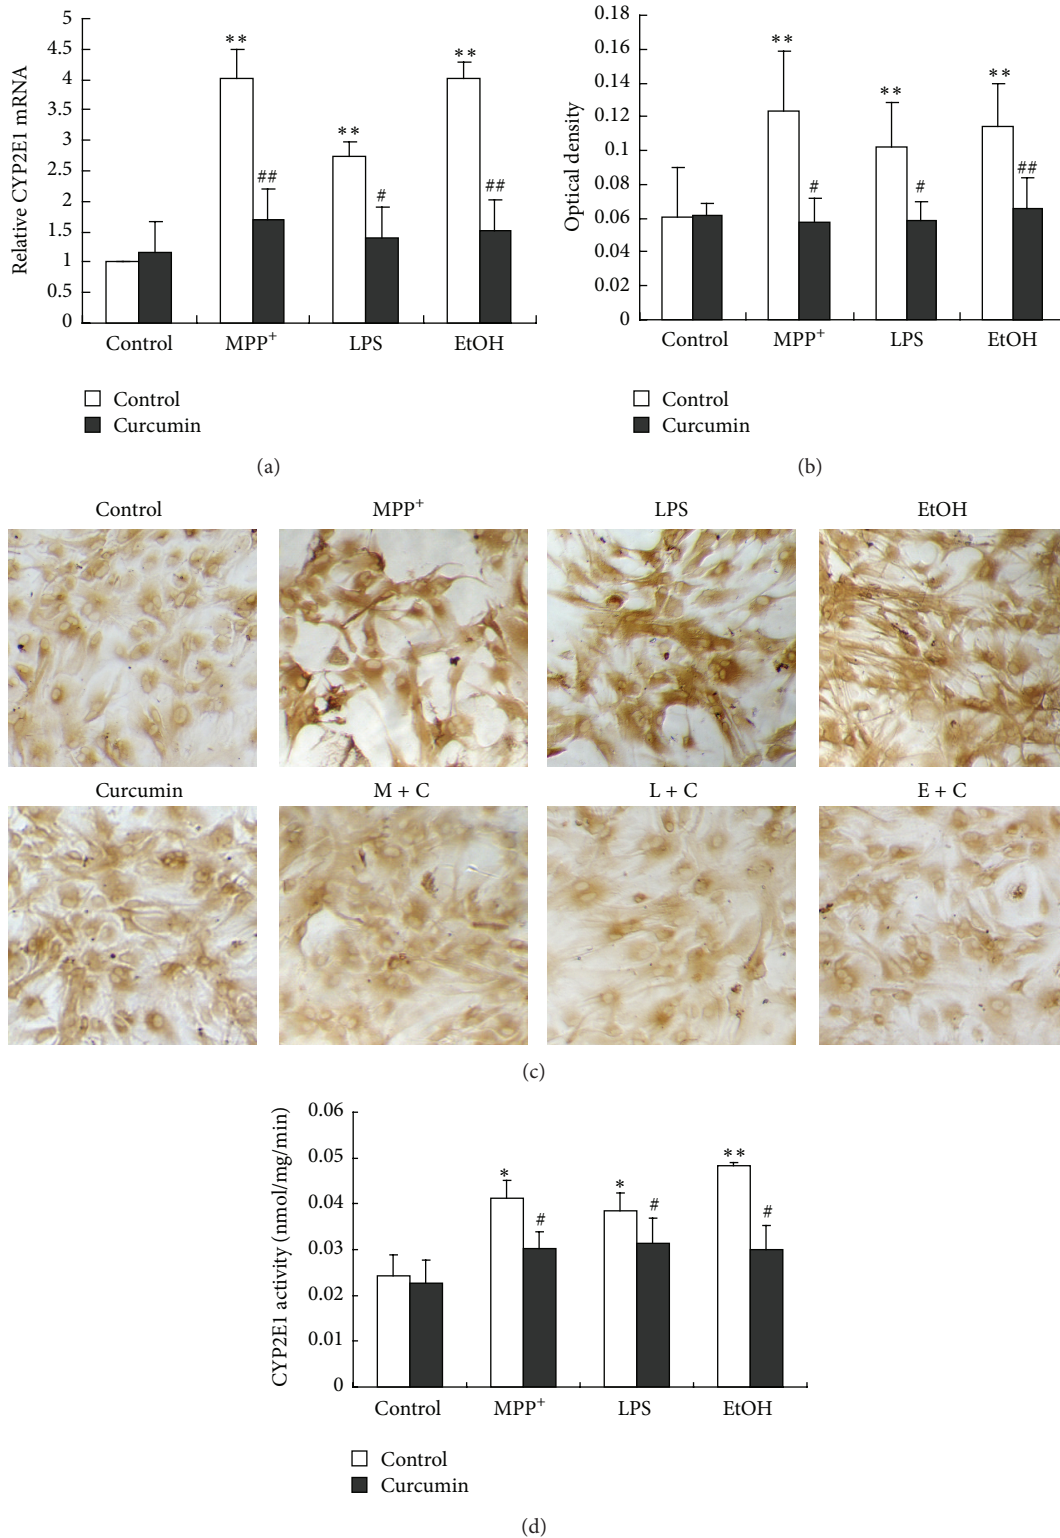 5
4.5
4
3.5
3
2.5
2
1.5
1
0.5
0
Relative CYP2E1 mRNA
** ** **
## # ##
Control MPP+ LPS EtOH
Control
Curcumin
(a)
0.18
0.16
0.14
0.12
0.1
0.08
0.06
0.04
0.02
0
Optical density
** ** **
# # ##
Control MPP+ LPS EtOH
Control
Curcumin
(b)
Control MPP+ LPS EtOH
Curcumin M + C L + C E + C
(c)
0.06
0.05
0.04
0.03
0.02
0.01
0
CYP2E1 activity (nmol/mg/min)
* * **
# # #
Control MPP+ LPS EtOH
Control
Curcumin
(d)